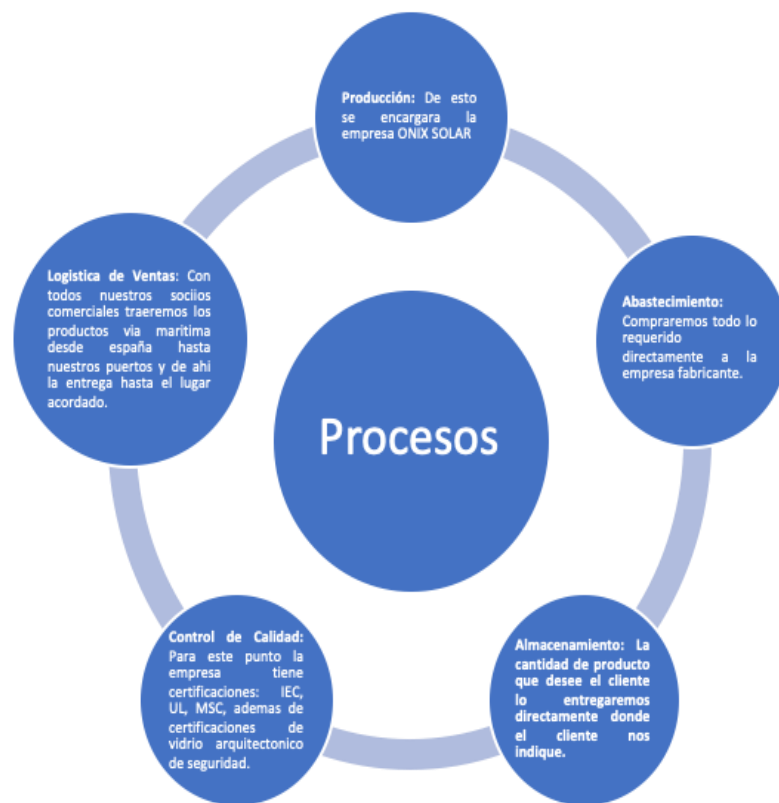 Producción: De esto
se encargara la
empresa ONIX SOLAR
Abastecimiento:
Compraremos todo lo
requerido
directamente a la
empresa fabricante.
Almacenamiento: La
cantidad de producto
que desee el cliente
lo entregaremos
directamente donde
el cliente nos
indique.
Control de Calidad:
Para este punto la
empresa tiene
certificaciones: IEC,
UL, MSC, ademas de
certificaciones de
vidrio arquitectonico
de seguridad.
Logistica de Ventas: Con
todos nuestros sociios
comerciales traeremos los
productos via maritima
desde españa hasta
nuestros puertos y de ahi
la entrega hasta el lugar
acordado.
Procesos